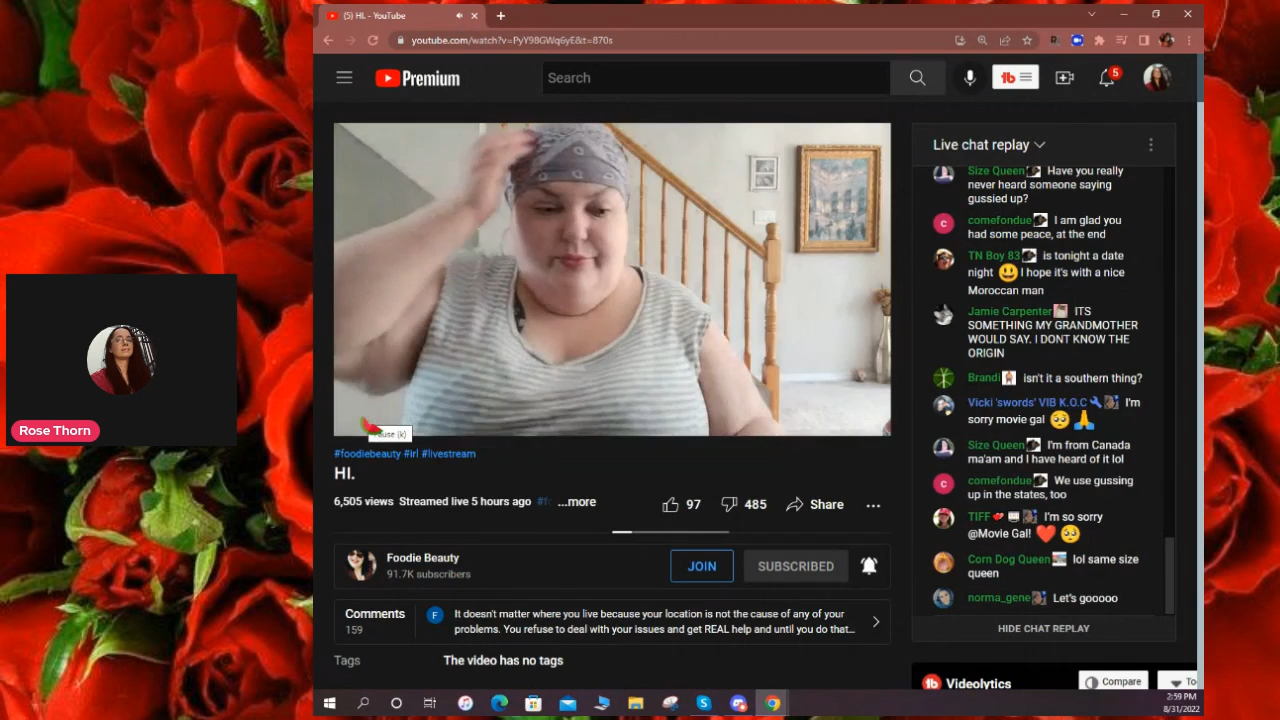 (5) HI. - YouTube
youtube.com/watch?v=PyY98GWq6yE&t=870s
Premium
Search
5
Live chat replay
Size Queen Have you really
never heard someone saying
gussied up?
comefondue I am glad you
had some peace, at the end
TN Boy 83 is tonight a date
night I hope it's with a nice
Moroccan man
Jamie Carpenter ITS
SOMETHING MY GRANDMOTHER
WOULD SAY. I DONT KNOW THE
ORIGIN
Brandi isn't it a southern thing?
Vicki 'swords' VIB K.O.C I'm
sorry movie gal
Size Queen I'm from Canada
ma'am and I have heard of it lol
comefondue We use gussing
up in the states, too
TIFF I'm so sorry
@Movie Gal!
Corn Dog Queen lol same size
queen
norma_gene Let's gooooo
HIDE CHAT REPLAY
Rose Thorn
Pause (k)
#foodiebeauty #irl #livestream
HI.
6,505 views Streamed live 5 hours ago ...more
97
485
Share
Foodie Beauty
91.7K subscribers
JOIN
SUBSCRIBED
Comments
159
F
It doesn't matter where you live because your location is not the cause of any of your
problems. You refuse to deal with your issues and get REAL help and until you do that...
Tags
The video has no tags
Videolytics
Compare
To
2:59 PM
8/31/2022